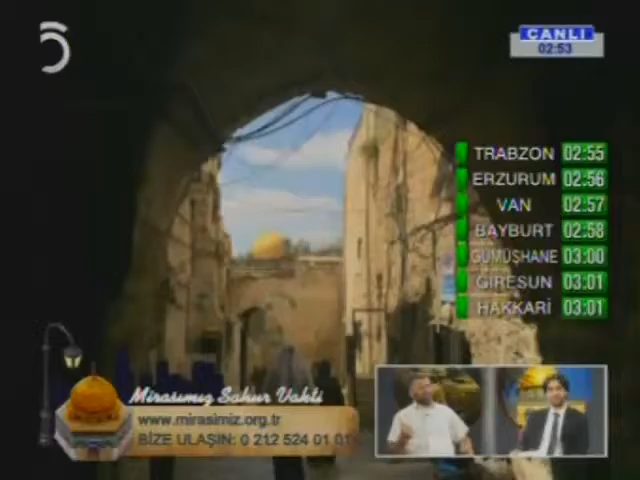 CANLI
02:53
TRABZON 02:55
ERZURUM 02:56
VAN 02:57
BAYBURT 02:58
GÜMÜŞHANE 03:00
GİRESUN 03:01
HAKKARİ 03:01
Mirasımız Sahur Vakti
www.mirasimiz.org.tr
BİZE ULAŞIN: 0 212 524 01 01